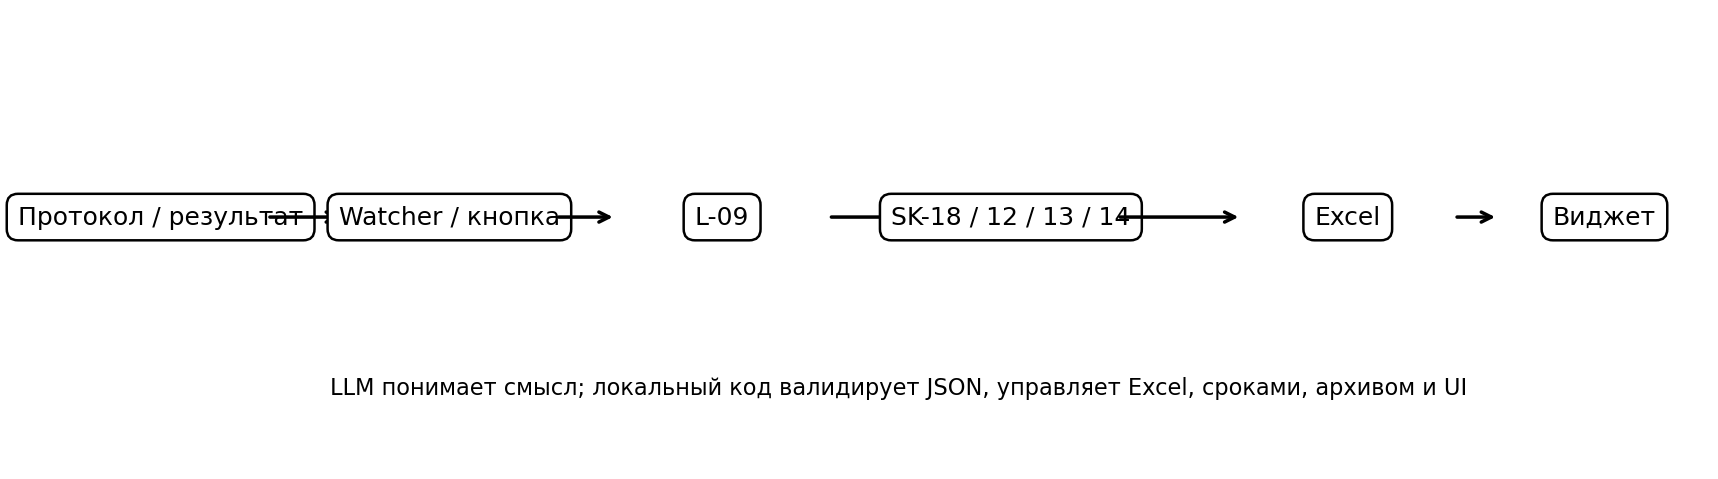 Протокол / результат Watcher / кнопка L-09 SK-18 / 12 / 13 / 14 Excel Виджет
LLM понимает смысл; локальный код валидирует JSON, управляет Excel, сроками, архивом и UI